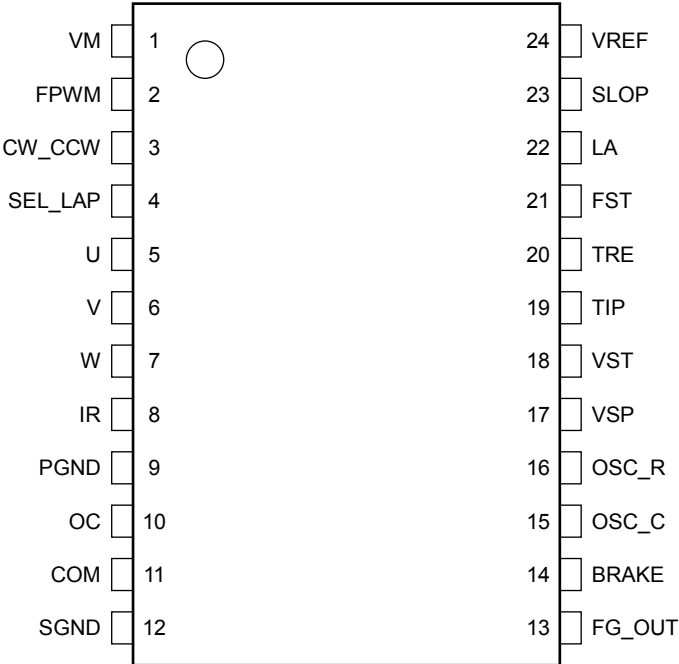 VM 1 24 VREF
FPWM 2 23 SLOP
CW_CCW 3 22 LA
SEL_LAP 4 21 FST
U 5 20 TRE
V 6 19 TIP
W 7 18 VST
IR 8 17 VSP
PGND 9 16 OSC_R
OC 10 15 OSC_C
COM 11 14 BRAKE
SGND 12 13 FG_OUT